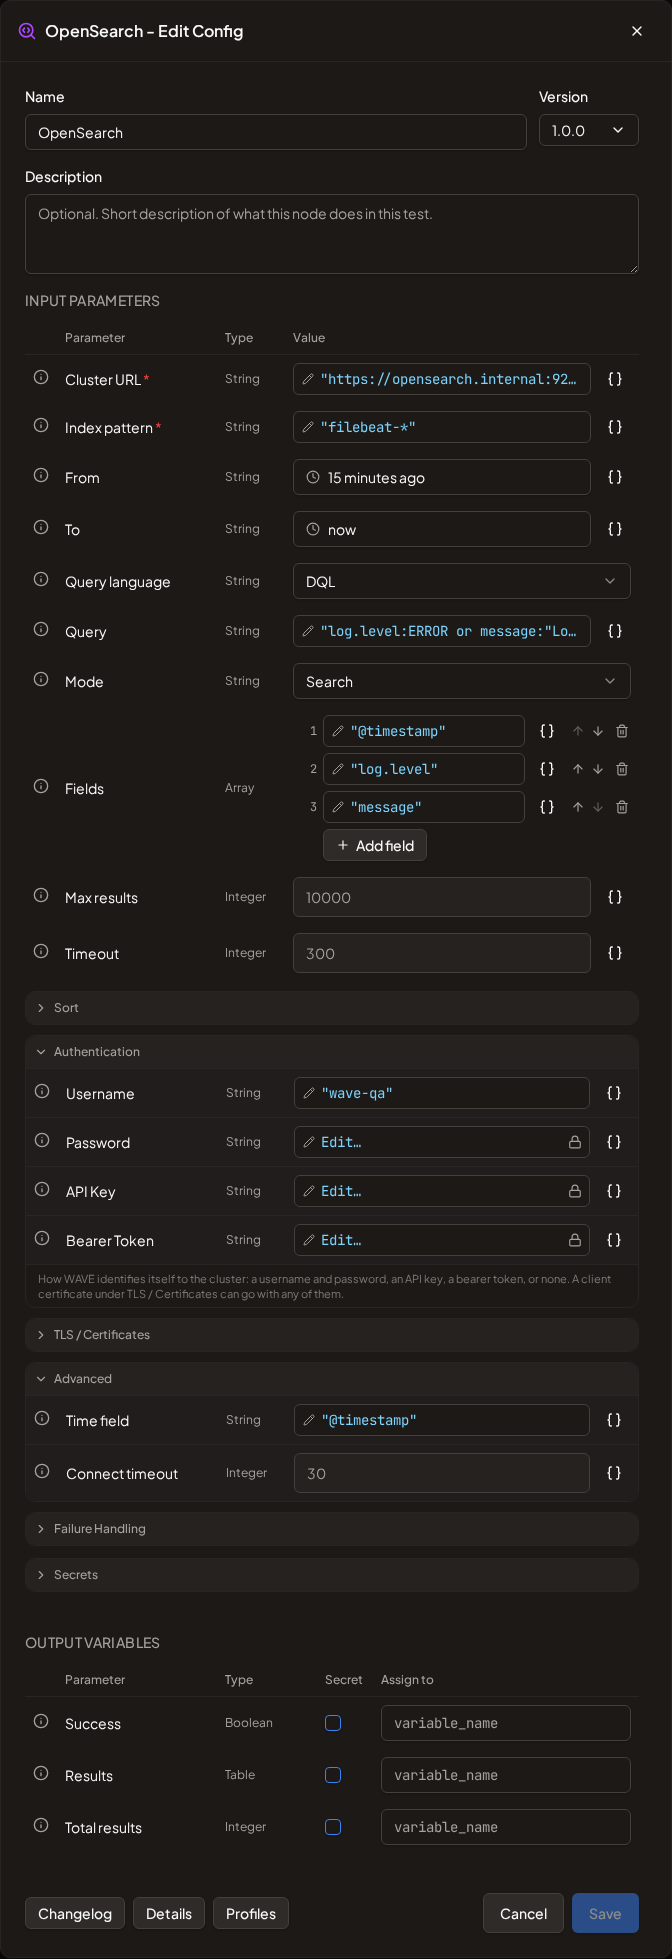 OpenSearch - Edit Config
Name
Version
OpenSearch
1.0.0
Description
Optional. Short description of what this node does in this test.
INPUT PARAMETERS
Parameter Type Value
Cluster URL * String "https://opensearch.internal:92… {}
Index pattern * String "filebeat-*" {}
From String 15 minutes ago {}
To String now {}
Query language String DQL
Query String "log.level:ERROR or message:"Lo… {}
Mode String Search
1 "@timestamp" {}
2 "log.level" {}
Fields Array
3 "message" {}
+ Add field
Max results Integer 10000 {}
Timeout Integer 300 {}
Sort
Authentication
Username String "wave-qa" {}
Password String Edit… {}
API Key String Edit… {}
Bearer Token String Edit… {}
How WAVE identifies itself to the cluster: a username and password, an API key, a bearer token, or none. A client
certificate under TLS / Certificates can go with any of them.
TLS / Certificates
Advanced
Time field String "@timestamp" {}
Connect timeout Integer 30 {}
Failure Handling
Secrets
OUTPUT VARIABLES
Parameter Type Secret Assign to
Success Boolean variable_name
Results Table variable_name
Total results Integer variable_name
Changelog Details Profiles Cancel Save